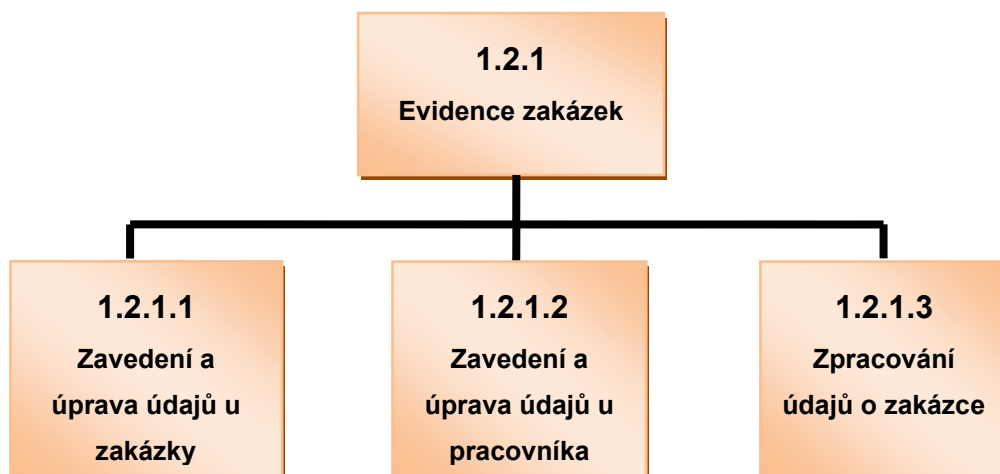 1.2.1
Evidence zakázek
1.2.1.1
Zavedení a
úprava údajů u
zakázky
1.2.1.2
Zavedení a
úprava údajů u
pracovníka
1.2.1.3
Zpracování
údajů o zakázce